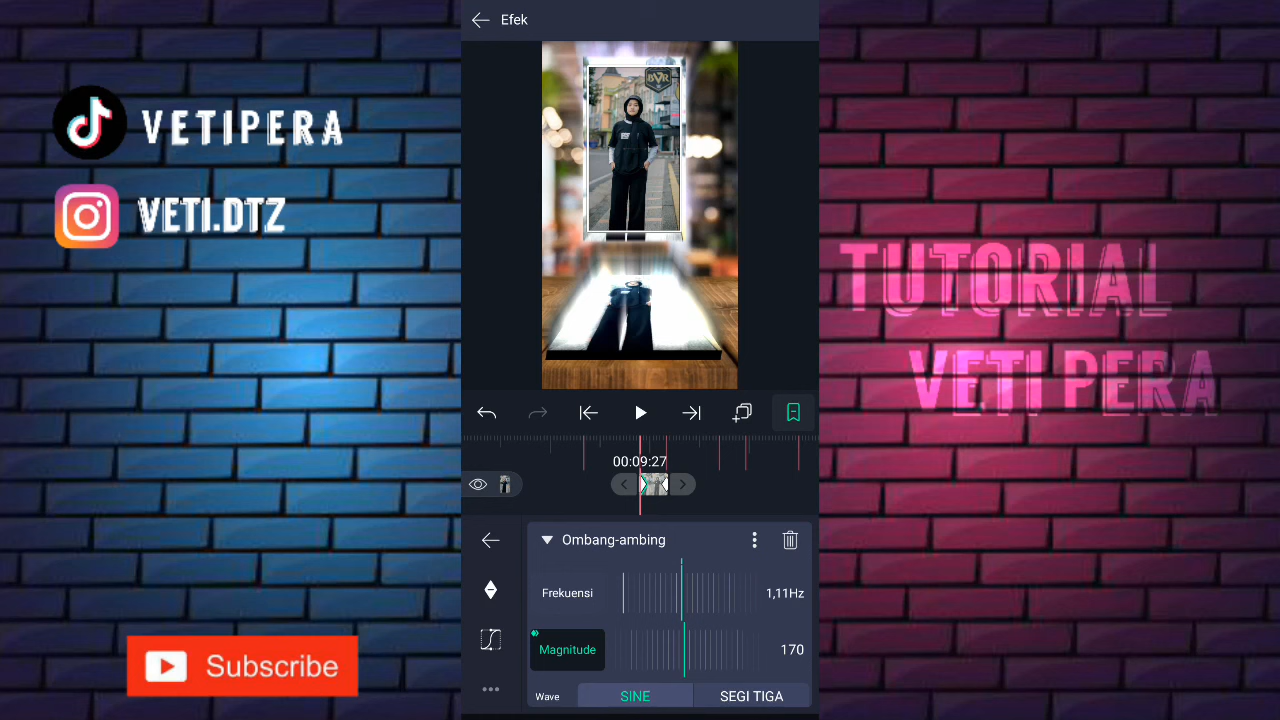 Efek
BVR
VETIPERA
VETI.DTZ
TUTORIAL
VETI PERA
00:09:27
Ombang-ambing
Frekuensi
1,11Hz
Magnitude
170
Wave
SINE
SEGI TIGA
Subscribe